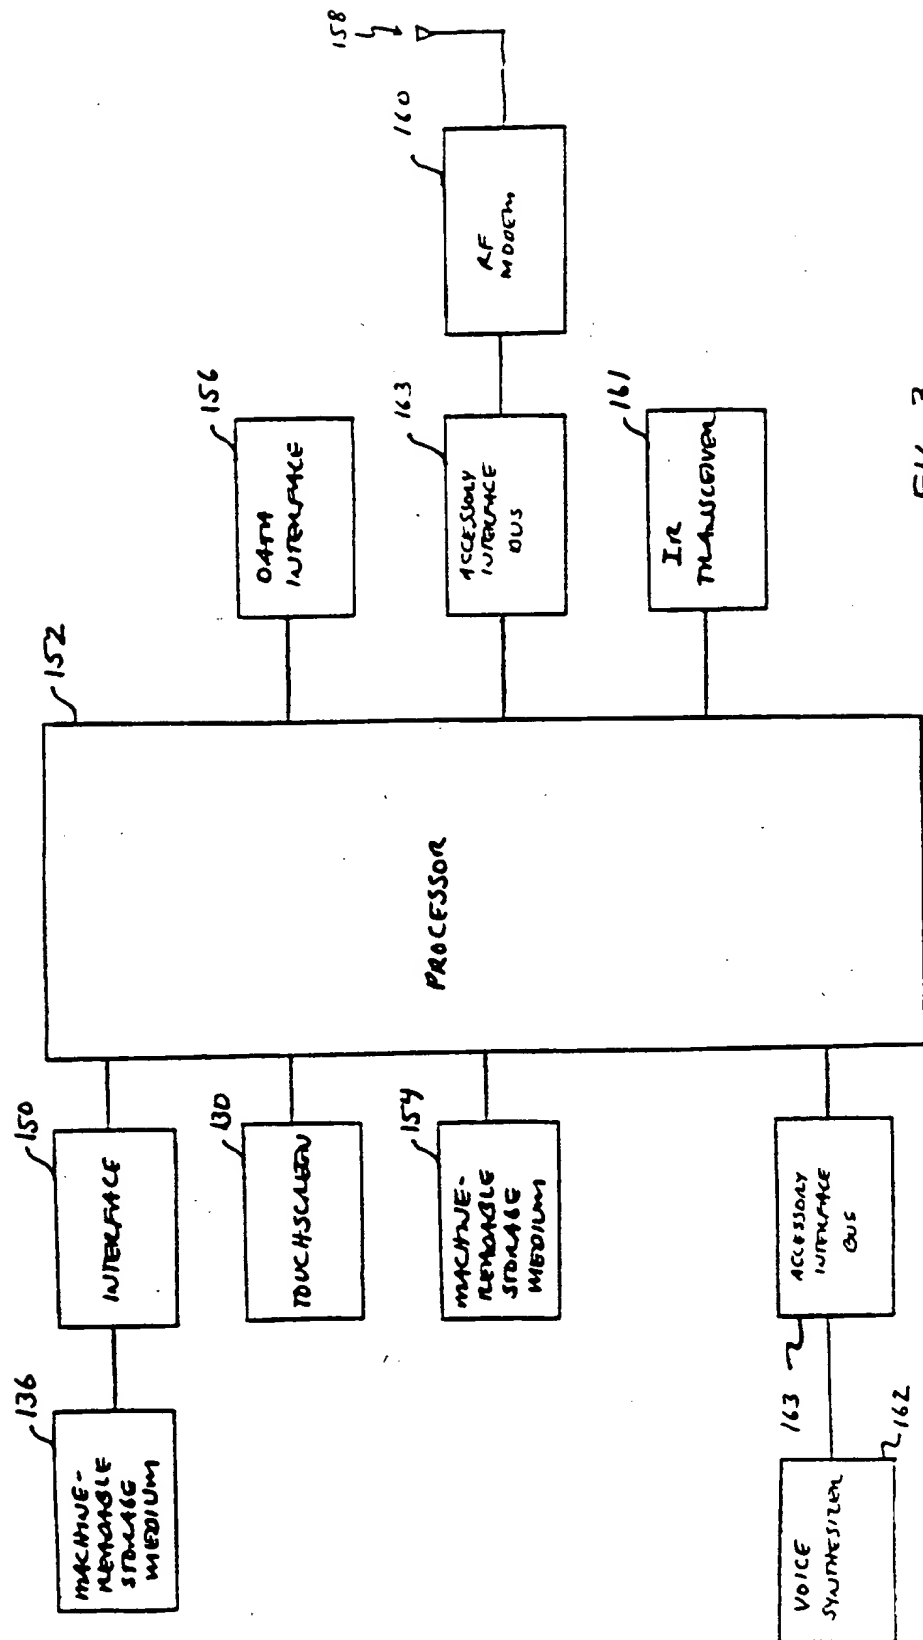 136
MACHINE-
READABLE
STORAGE
MEDIUM
150
INTERFACE
130
TOUCHSCREEN
154
MACHINE-
READABLE
STORAGE
MEDIUM
163
ACCESSORY
INTERFACE
BUS
162
VOICE
SYNTHESIZER
152
PROCESSOR
156
DATA
INTERFACE
163
ACCESSORY
INTERFACE
BUS
160
RF
MODEM
158
161
IR
TRANSCEIVER